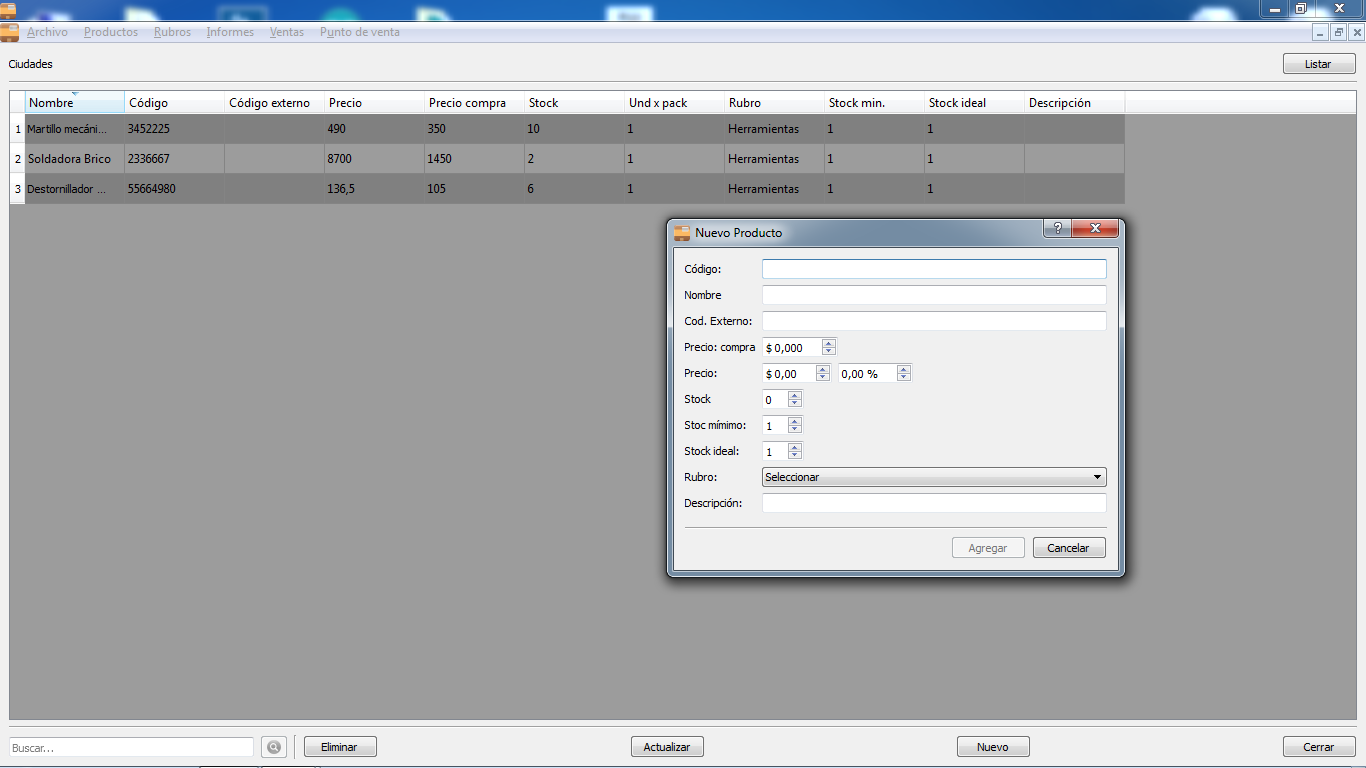 Archivo Productos Rubros Informes Ventas Punto de venta
Ciudades Listar
Nombre Código Código externo Precio Precio compra Stock Und x pack Rubro Stock min. Stock ideal Descripción
1 Martillo mecáni... 3452225 490 350 10 1 Herramientas 1 1
2 Soldadora Brico 2336667 8700 1450 2 1 Herramientas 1 1
3 Destornillador ... 55664980 136,5 105 6 1 Herramientas 1 1
Nuevo Producto ?
Código:
Nombre
Cod. Externo:
Precio: compra $ 0,000
Precio: $ 0,00 0,00 %
Stock 0
Stoc mímimo: 1
Stock ideal: 1
Rubro: Seleccionar
Descripción:
Agregar Cancelar
Buscar... Eliminar Actualizar Nuevo Cerrar